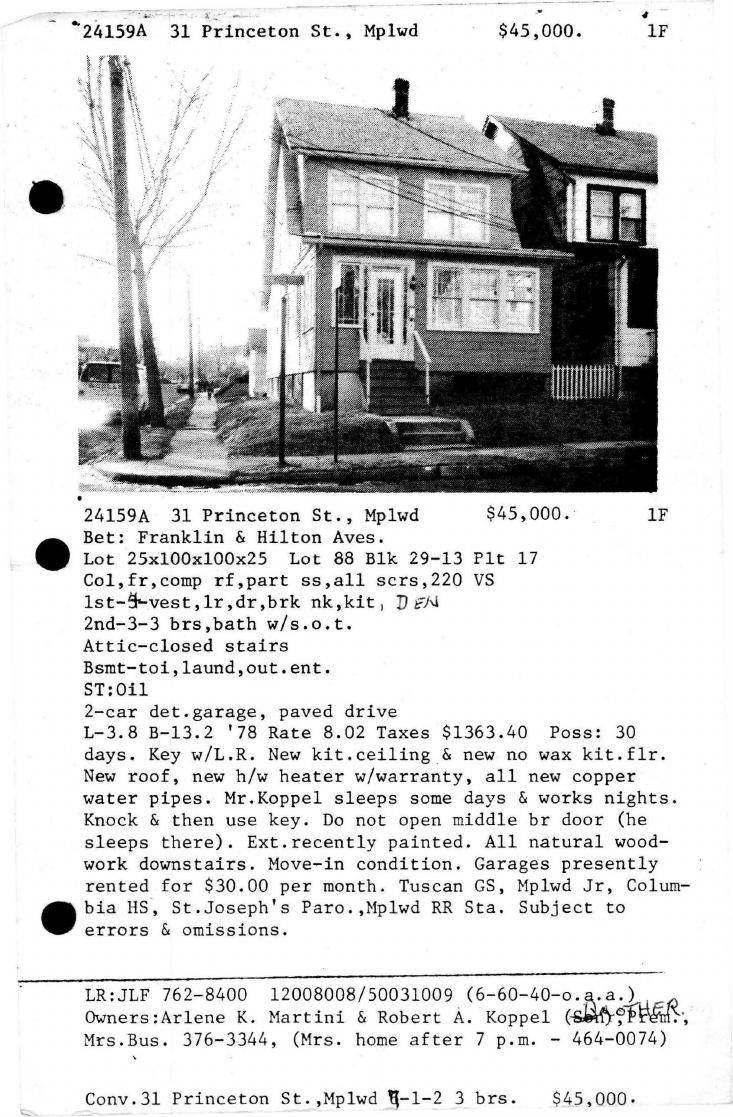 24159A 31 Princeton St., Mplwd $45,000. 1F
24159A 31 Princeton St., Mplwd $45,000. 1F
Bet: Franklin & Hilton Aves.
Lot 25x100x100x25 Lot 88 Blk 29-13 Plt 17
Col,fr,comp rf,part ss,all scrs,220 VS
1st-4-vest,lr,dr,brk nk,kit, DEN
2nd-3-3 brs,bath w/s.o.t.
Attic-closed stairs
Bsmt-toi,laund,out.ent.
ST:Oil
2-car det.garage, paved drive
L-3.8 B-13.2 '78 Rate 8.02 Taxes $1363.40 Poss: 30
days. Key w/L.R. New kit.ceiling & new no wax kit.flr.
New roof, new h/w heater w/warranty, all new copper
water pipes. Mr.Koppel sleeps some days & works nights.
Knock & then use key. Do not open middle br door (he
sleeps there). Ext.recently painted. All natural wood-
work downstairs. Move-in condition. Garages presently
rented for $30.00 per month. Tuscan GS, Mplwd Jr, Colum-
bia HS, St.Joseph's Paro.,Mplwd RR Sta. Subject to
errors & omissions.
LR:JLF 762-8400 12008008/50031009 (6-60-40-o.a.a.)
Owners:Arlene K. Martini & Robert A. Koppel (Son),Prem.,
Mrs.Bus. 376-3344, (Mrs. home after 7 p.m. - 464-0074)
Conv.31 Princeton St.,Mplwd -1-2 3 brs. $45,000.